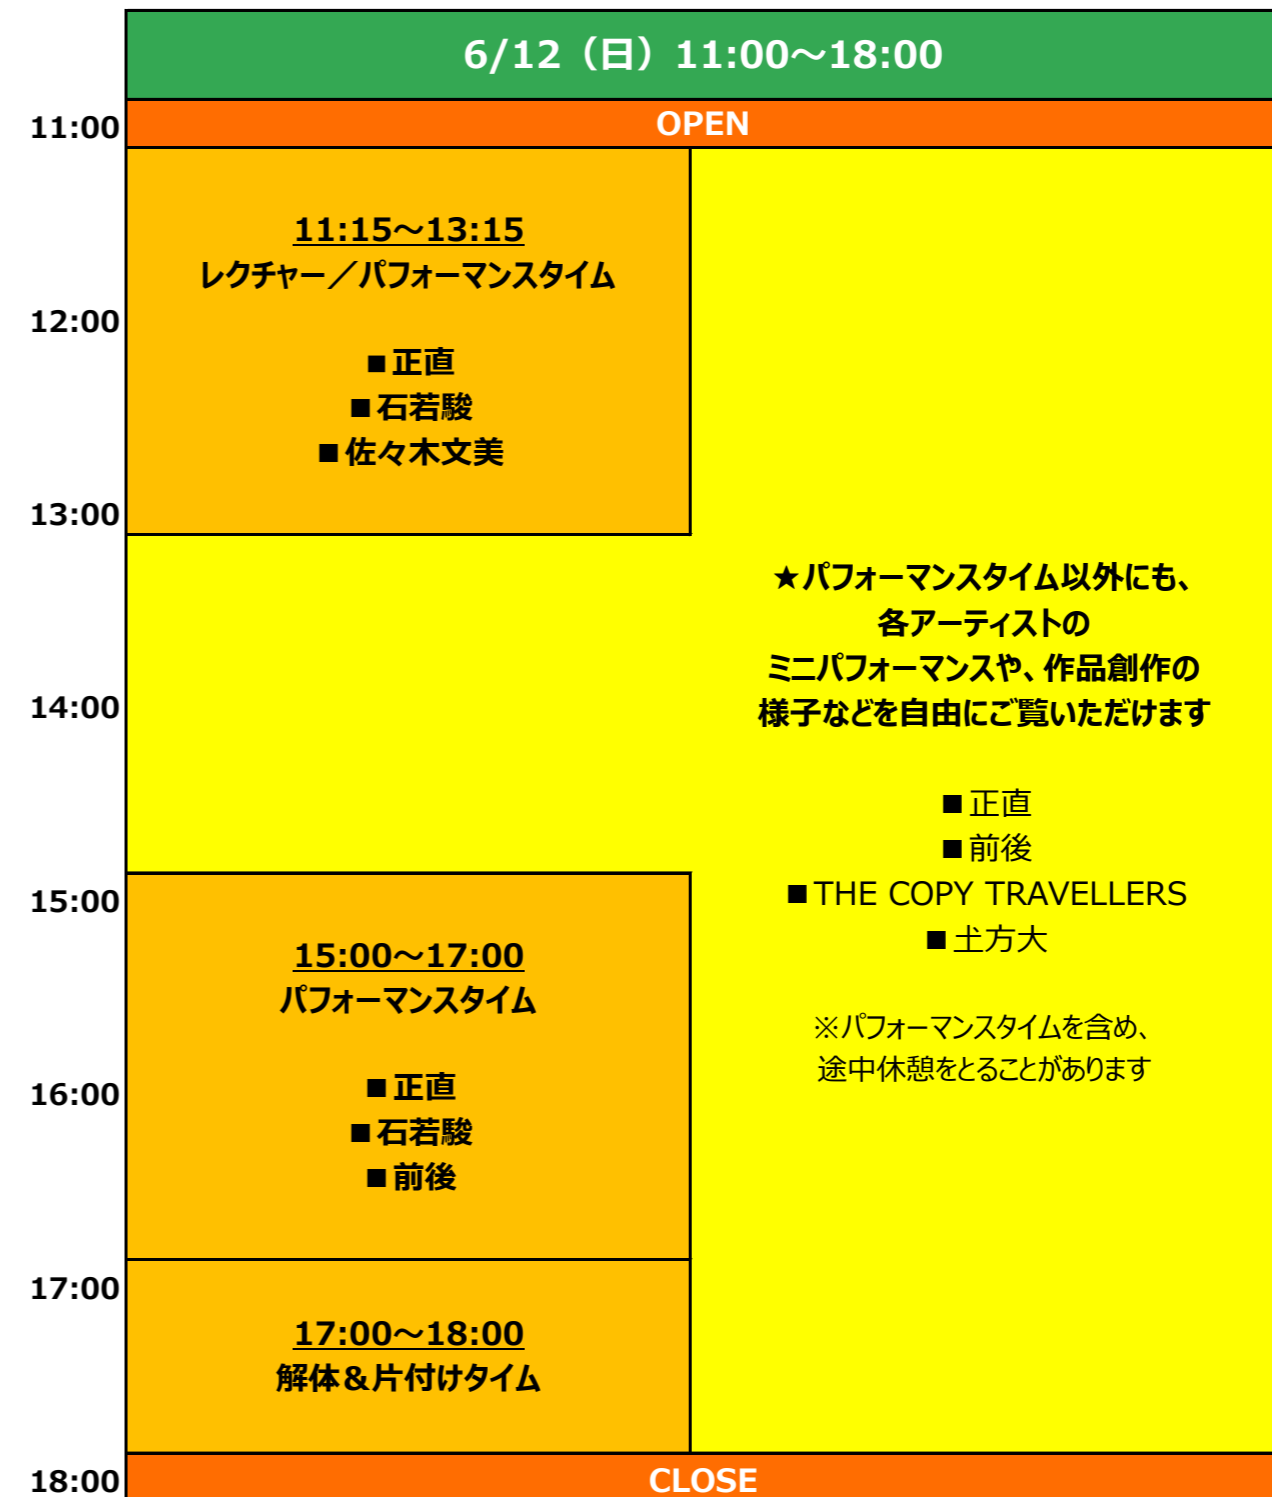 6/12（日）11:00～18:00
11:00
OPEN
11:15～13:15
レクチャー／パフォーマンスタイム
12:00
■正直
■石若駿
■佐々木文美
13:00
14:00
15:00
15:00～17:00
パフォーマンスタイム
16:00
■正直
■石若駿
■前後
17:00
17:00～18:00
解体＆片付けタイム
★パフォーマンスタイム以外にも、
各アーティストの
ミニパフォーマンスや、作品創作の
様子などを自由にご覧いただけます
■正直
■前後
■THE COPY TRAVELLERS
■𡈽方大
※パフォーマンスタイムを含め、
途中休憩をとることがあります
18:00
CLOSE